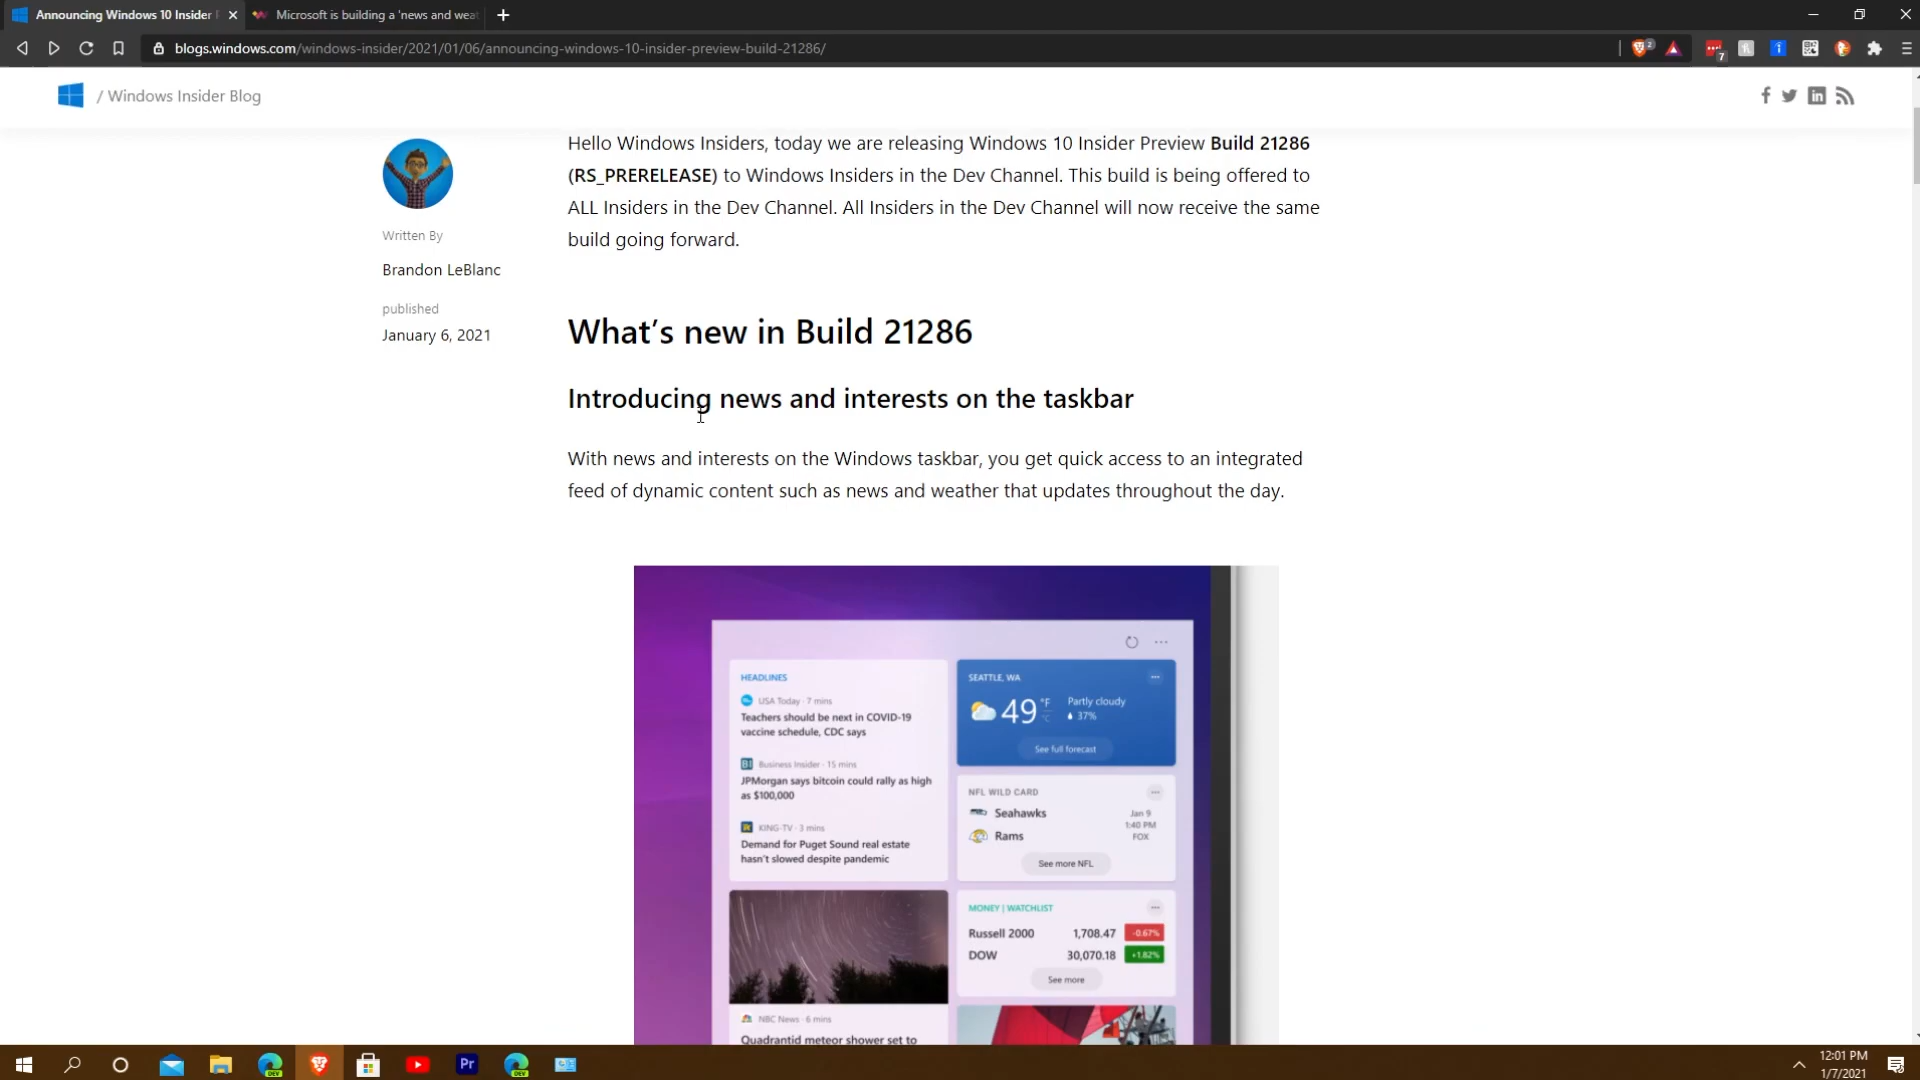 Announcing Windows 10 Insider P
Microsoft is building a 'news and weat
blogs.windows.com/windows-insider/2021/01/06/announcing-windows-10-insider-preview-build-21286/
2
7
/ Windows Insider Blog
Written By
Brandon LeBlanc
published
January 6, 2021
Hello Windows Insiders, today we are releasing Windows 10 Insider Preview Build 21286
(RS_PRERELEASE) to Windows Insiders in the Dev Channel. This build is being offered to
ALL Insiders in the Dev Channel. All Insiders in the Dev Channel will now receive the same
build going forward.
What's new in Build 21286
Introducing news and interests on the taskbar
With news and interests on the Windows taskbar, you get quick access to an integrated
feed of dynamic content such as news and weather that updates throughout the day.
HEADLINES
USA Today · 7 mins
Teachers should be next in COVID-19
vaccine schedule, CDC says
BI Business Insider · 15 mins
JPMorgan says bitcoin could rally as high
as $100,000
KING-TV · 3 mins
Demand for Puget Sound real estate
hasn't slowed despite pandemic
NBC News · 6 mins
Quadrantid meteor shower set to
SEATTLE, WA
49 °F
°C
Partly cloudy
37%
See full forecast
NFL WILD CARD
Seahawks
Rams
Jan 9
1:40 PM
FOX
See more NFL
MONEY | WATCHLIST
Russell 2000 1,708.47 -0.67%
DOW 30,070.18 +1.82%
See more
DEV
Pr
DEV
12:01 PM
1/7/2021